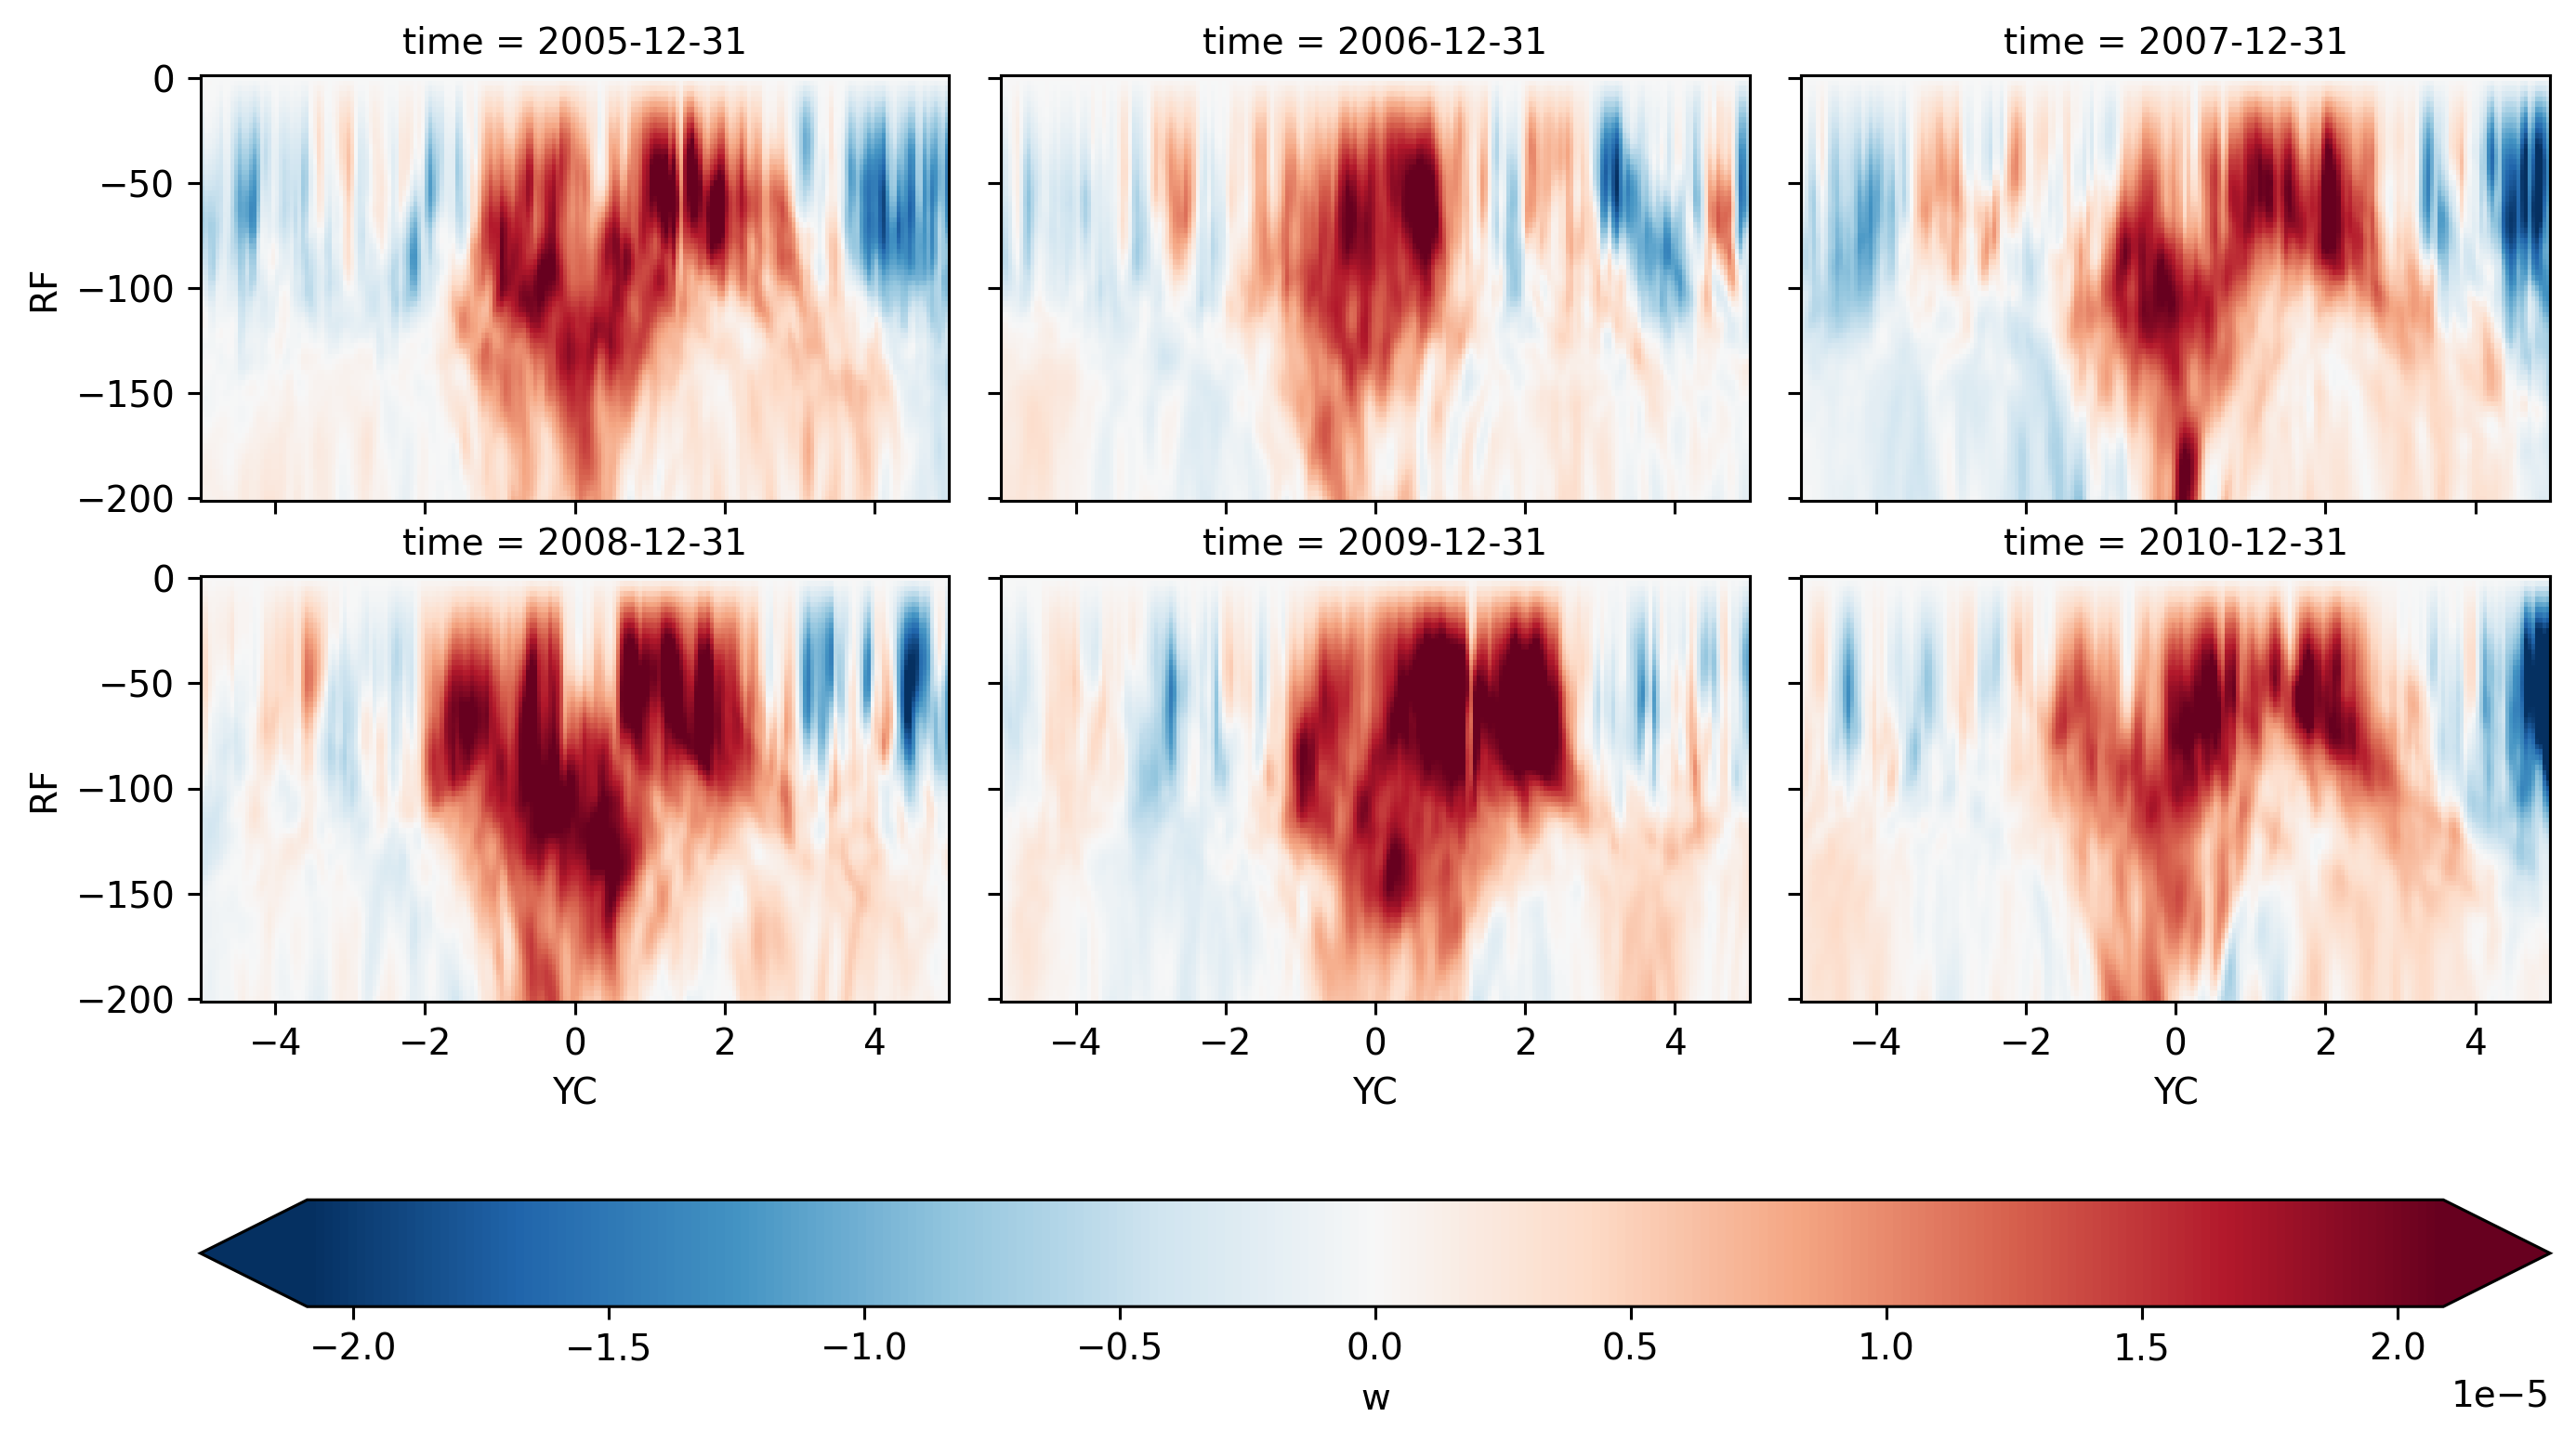 time = 2005-12-31
time = 2006-12-31
time = 2007-12-31
0
−50
−100
−150
−200
RF
time = 2008-12-31
time = 2009-12-31
time = 2010-12-31
0
−50
−100
−150
−200
RF
−4 −2 0 2 4
−4 −2 0 2 4
−4 −2 0 2 4
YC
YC
YC
−2.0 −1.5 −1.0 −0.5 0.0 0.5 1.0 1.5 2.0
w
1e−5